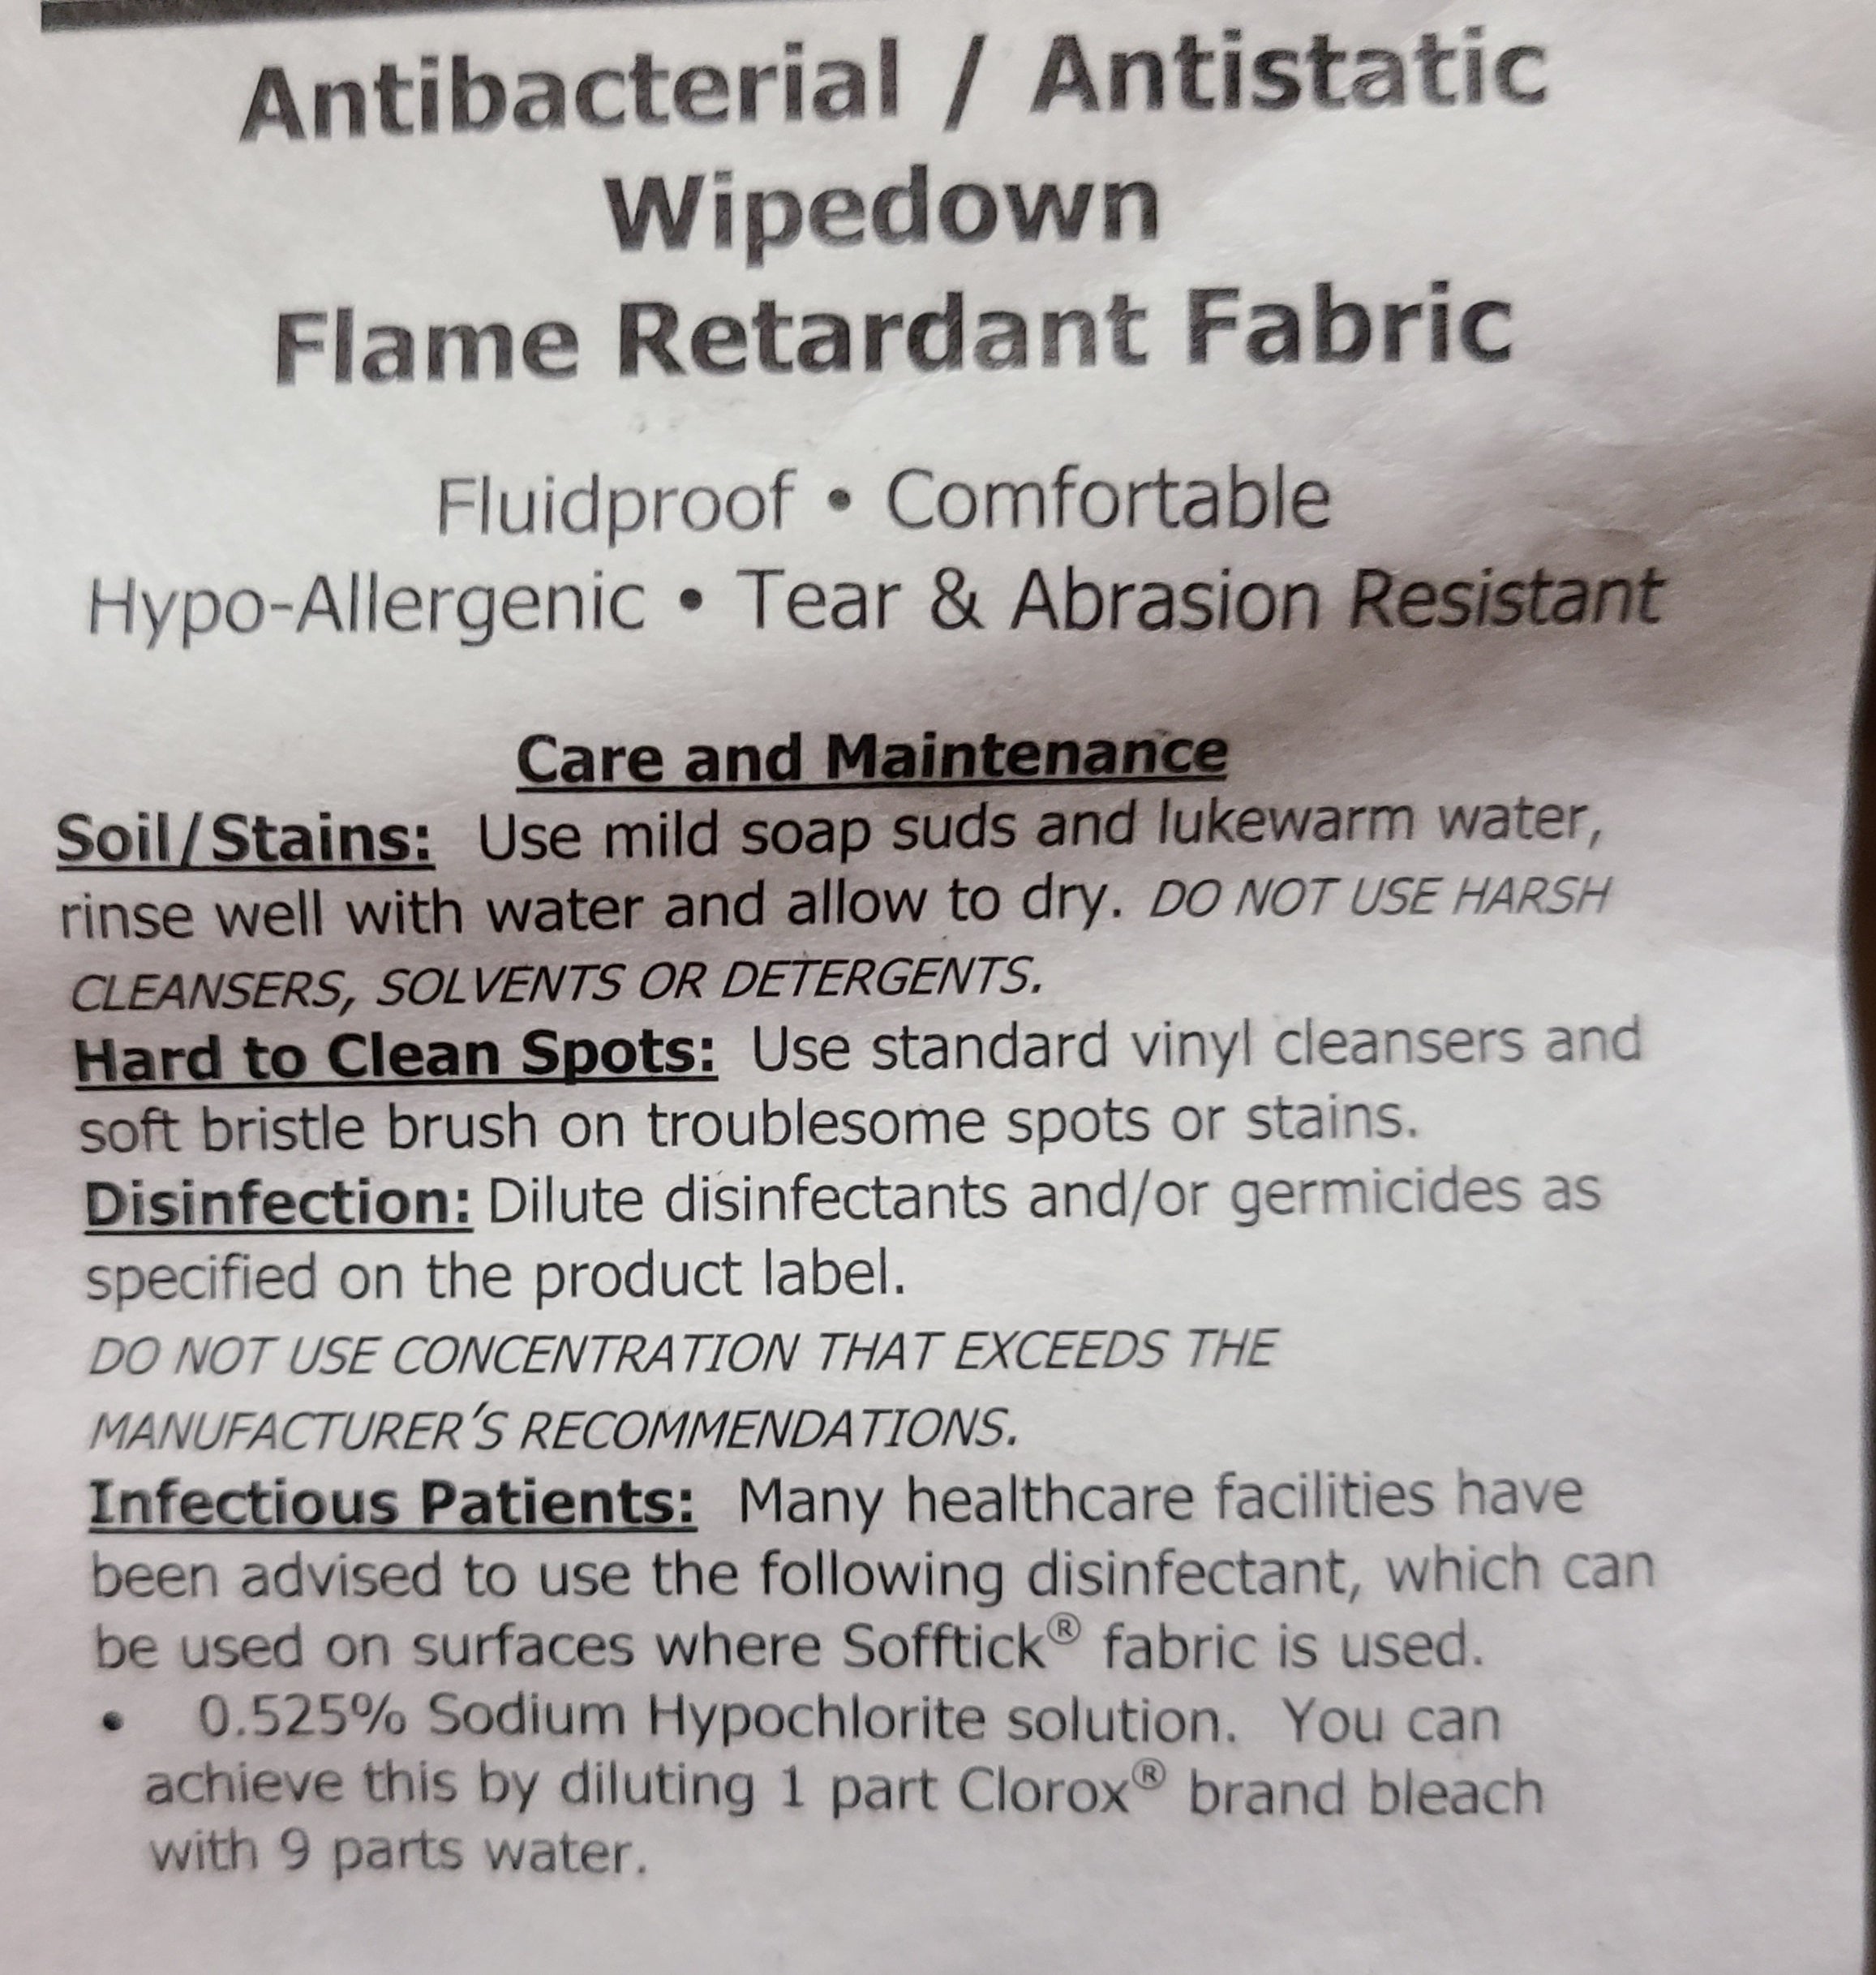 Antibacterial / Antistatic
Wipedown
Flame Retardant Fabric
Fluidproof • Comfortable
Hypo-Allergenic • Tear & Abrasion Resistant
Care and Maintenance
Soil/Stains: Use mild soap suds and lukewarm water,
rinse well with water and allow to dry. DO NOT USE HARSH
CLEANSERS, SOLVENTS OR DETERGENTS.
Hard to Clean Spots: Use standard vinyl cleansers and
soft bristle brush on troublesome spots or stains.
Disinfection: Dilute disinfectants and/or germicides as
specified on the product label.
DO NOT USE CONCENTRATION THAT EXCEEDS THE
MANUFACTURER'S RECOMMENDATIONS.
Infectious Patients: Many healthcare facilities have
been advised to use the following disinfectant, which can
be used on surfaces where Sofftick® fabric is used.
• 0.525% Sodium Hypochlorite solution. You can
achieve this by diluting 1 part Clorox® brand bleach
with 9 parts water.